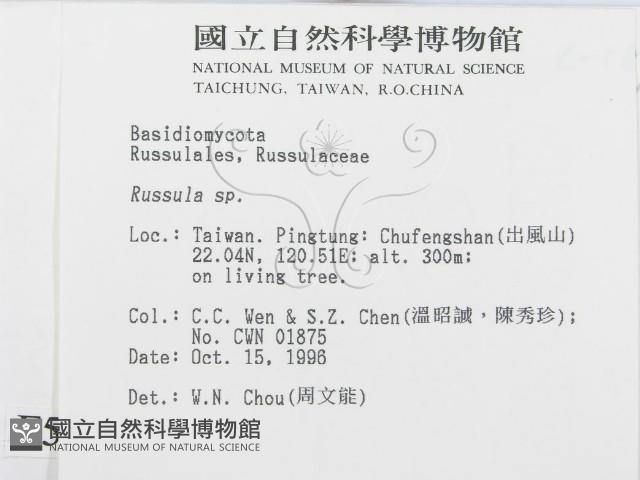 國立自然科學博物館
NATIONAL MUSEUM OF NATURAL SCIENCE
TAICHUNG, TAIWAN, R.O.CHINA
Basidiomycota
Russulales, Russulaceae
Russula sp.
Loc.: Taiwan. Pingtung: Chufengshan(出風山)
22.04N, 120.51E; alt. 300m;
on living tree.
Col.: C.C. Wen & S.Z. Chen(溫昭誠，陳秀珍);
No. CWN 01875
Date: Oct. 15, 1996
Det.: W.N. Chou(周文能)
國立自然科學博物館
NATIONAL MUSEUM OF NATURAL SCIENCE